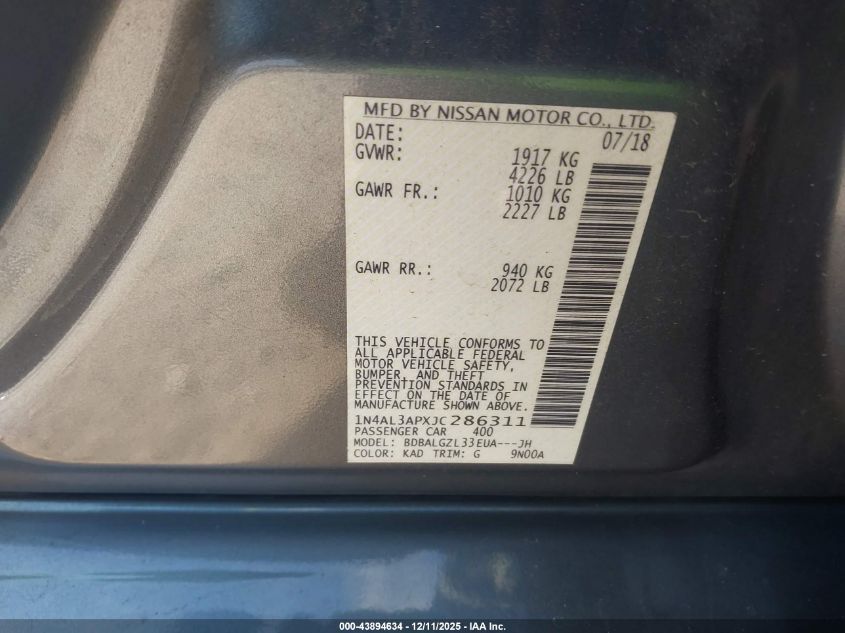 MFD BY NISSAN MOTOR CO., LTD.
DATE: 07/18
GVWR: 1917 KG
4226 LB
GAWR FR.: 1010 KG
2227 LB
GAWR RR.: 940 KG
2072 LB
THIS VEHICLE CONFORMS TO
ALL APPLICABLE FEDERAL
MOTOR VEHICLE SAFETY,
BUMPER, AND THEFT
PREVENTION STANDARDS IN
EFFECT ON THE DATE OF
MANUFACTURE SHOWN ABOVE.
1N4AL3APXJC286311
PASSENGER CAR 400
MODEL: BDBALGZL33EUA---JH
COLOR: KAD TRIM: G 9N00A
000-43894634 - 12/11/2025 - IAA Inc.